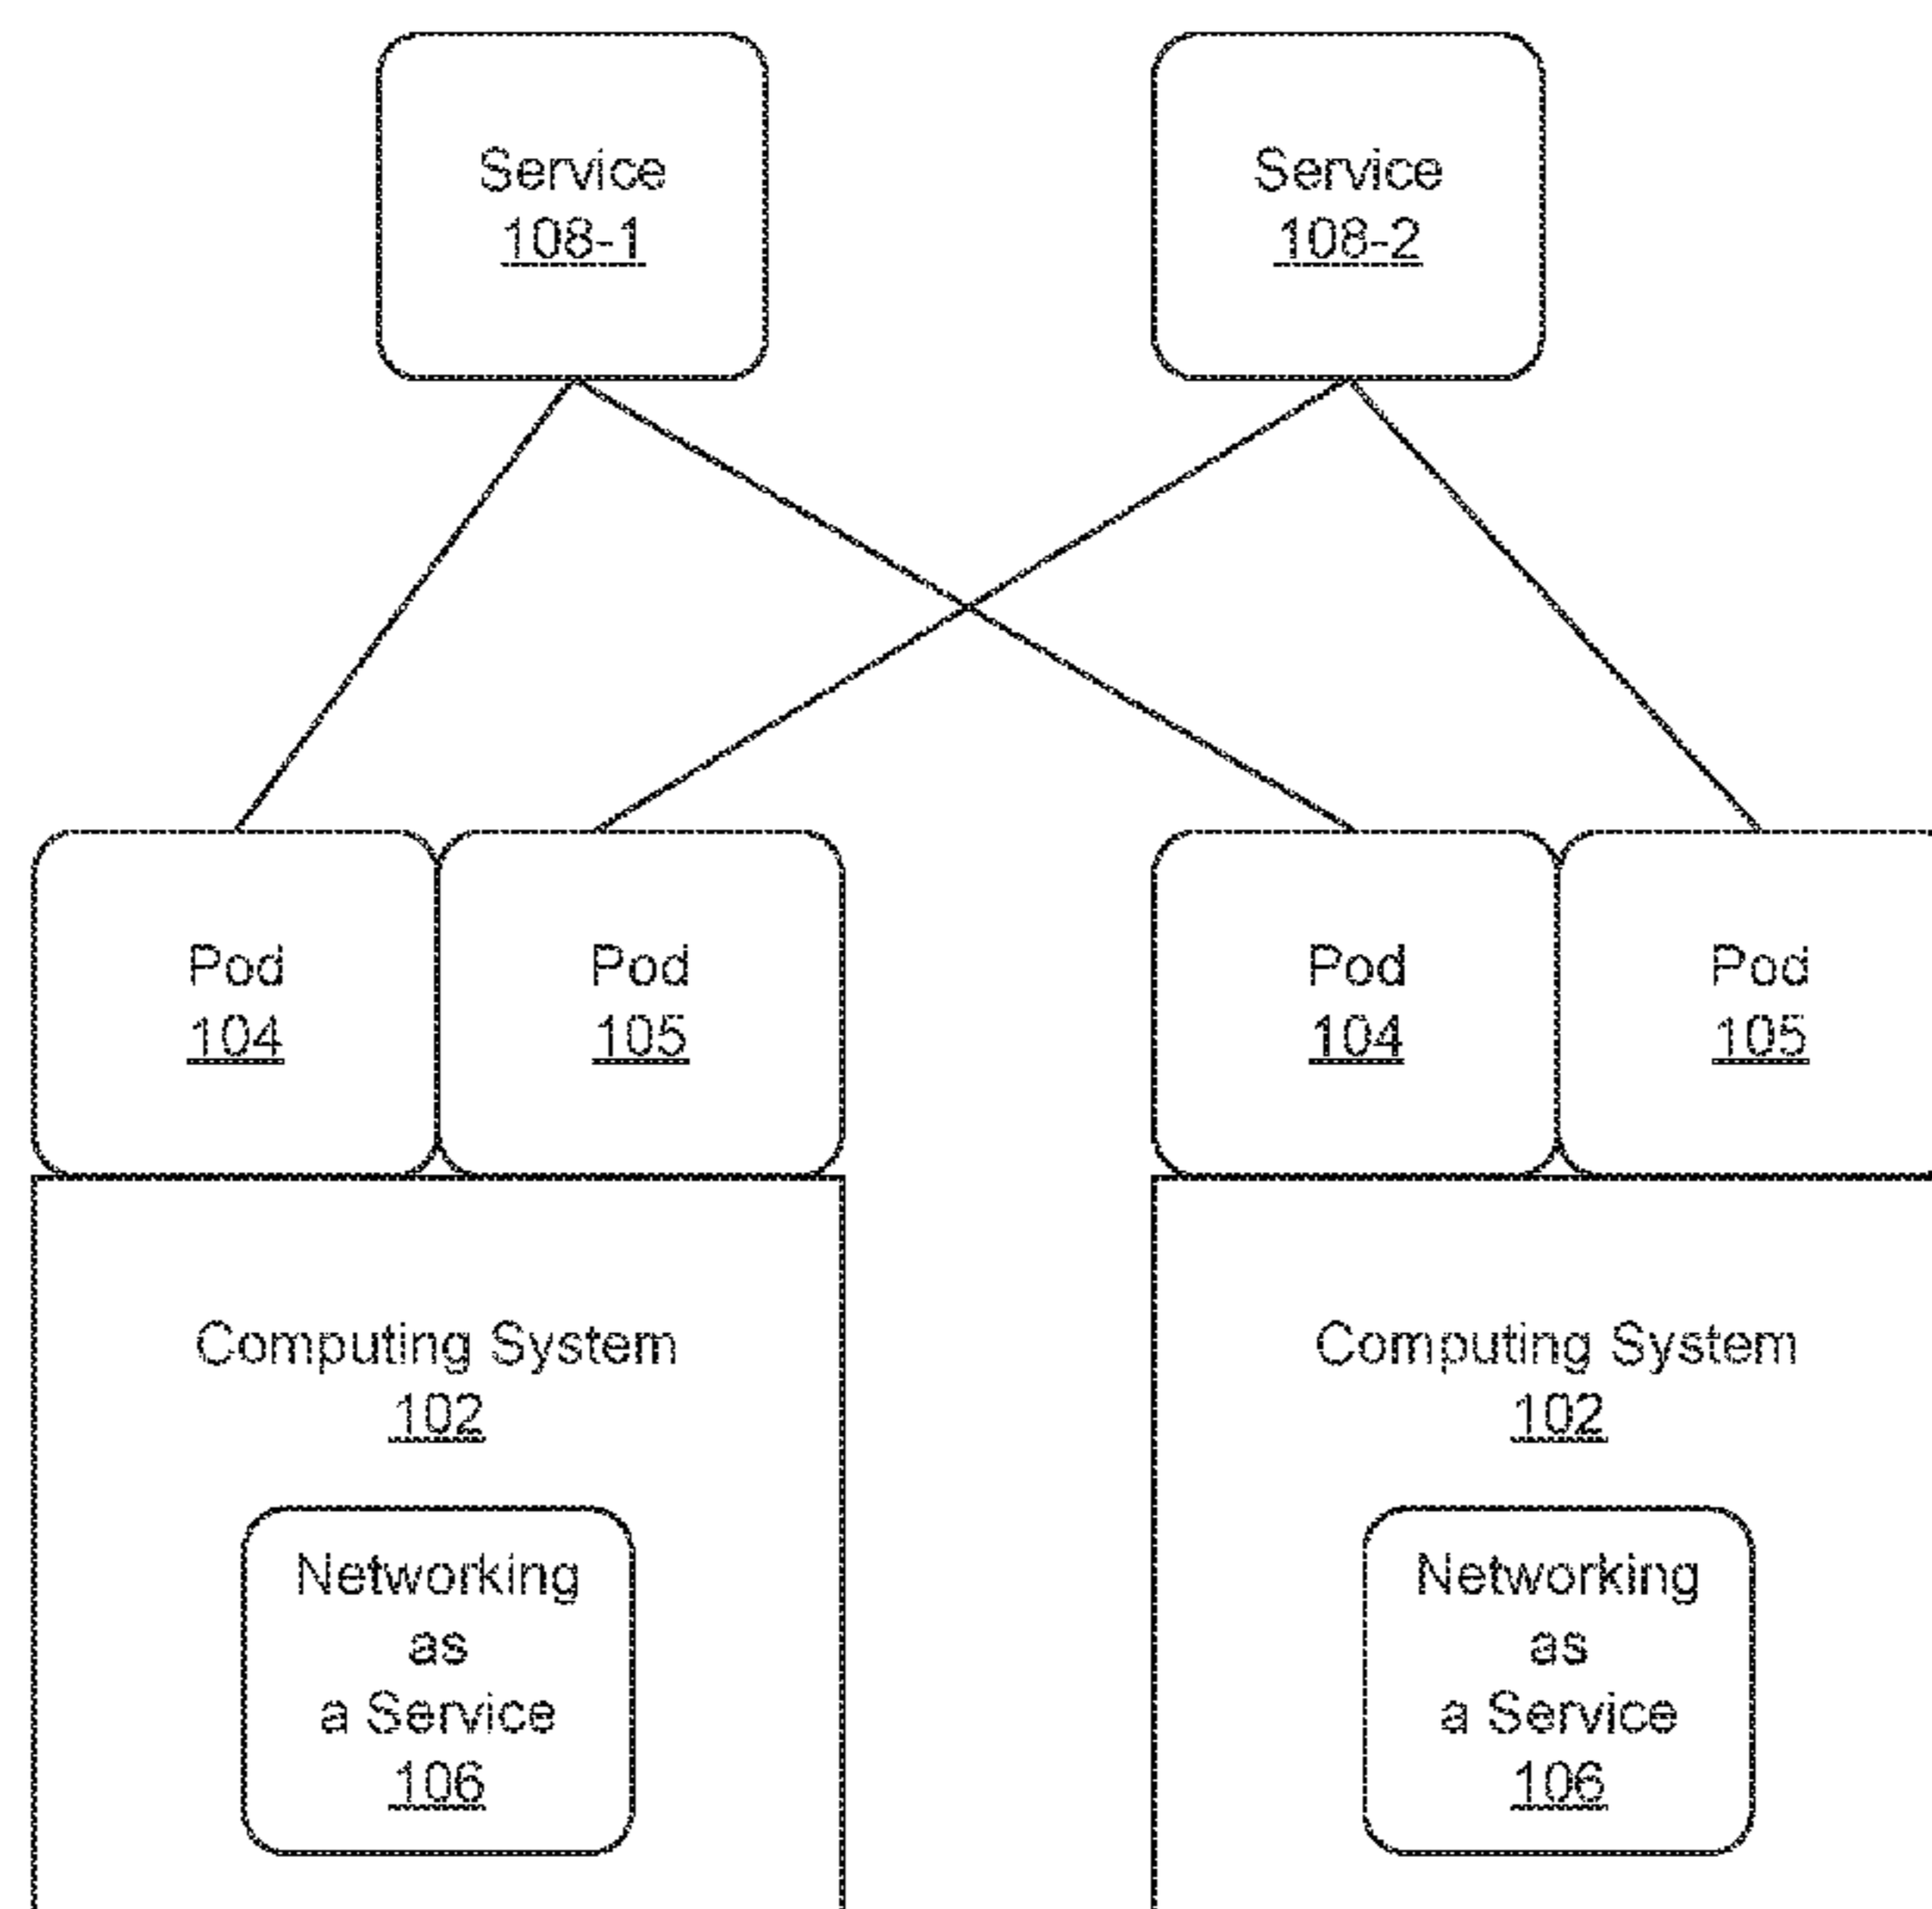 Service
108-1
Service
108-2
Pod
104
Pod
105
Pod
104
Pod
105
Computing System
102
Computing System
102
Networking
as
a Service
106
Networking
as
a Service
106